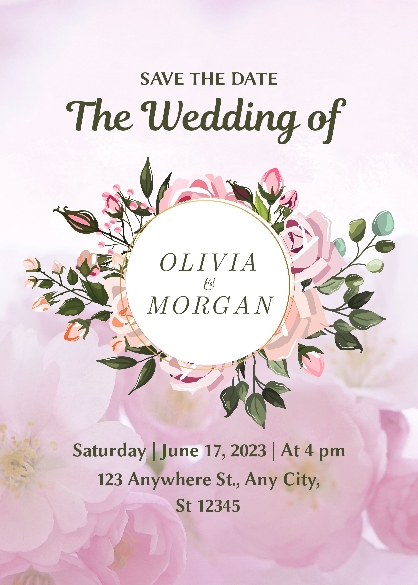 SAVE THE DATE
The Wedding of
OLIVIA
&
MORGAN
Saturday | June 17, 2023 | At 4 pm
123 Anywhere St., Any City,
St 12345